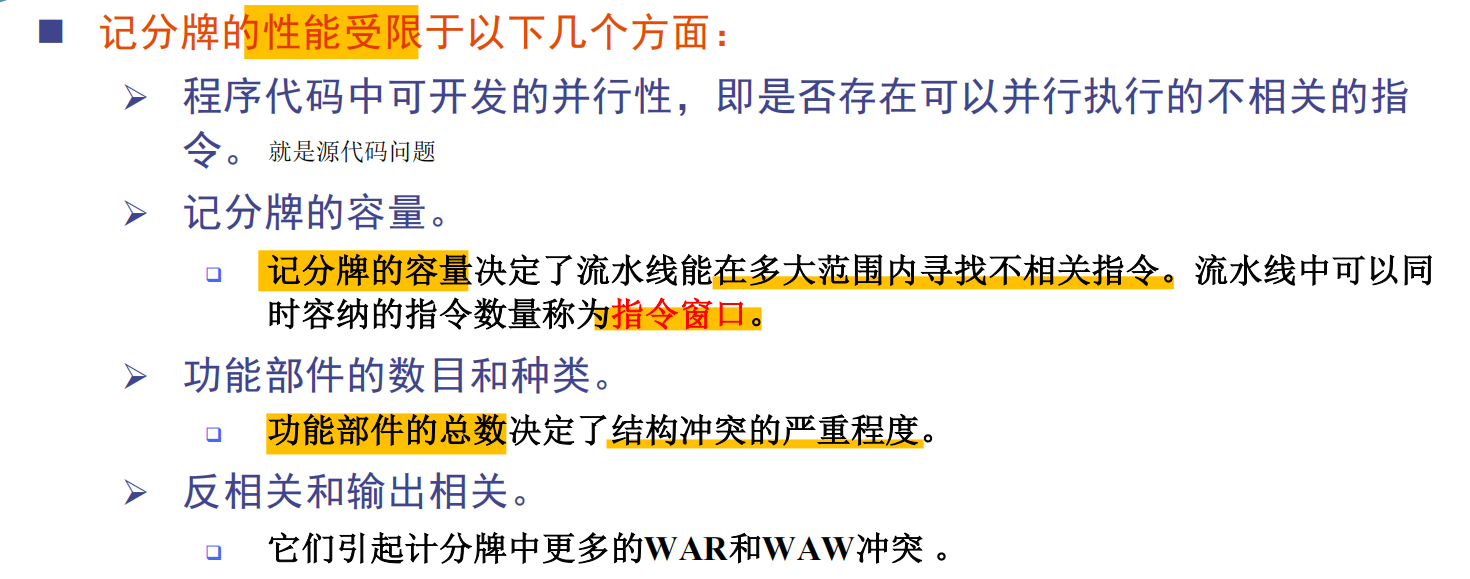 记分牌的性能受限于以下几个方面：
程序代码中可开发的并行性，即是否存在可以并行执行的不相关的指
令。 就是源代码问题
记分牌的容量。
记分牌的容量决定了流水线能在多大范围内寻找不相关指令。流水线中可以同
时容纳的指令数量称为指令窗口。
功能部件的数目和种类。
功能部件的总数决定了结构冲突的严重程度。
反相关和输出相关。
它们引起计分牌中更多的WAR和WAW冲突 。